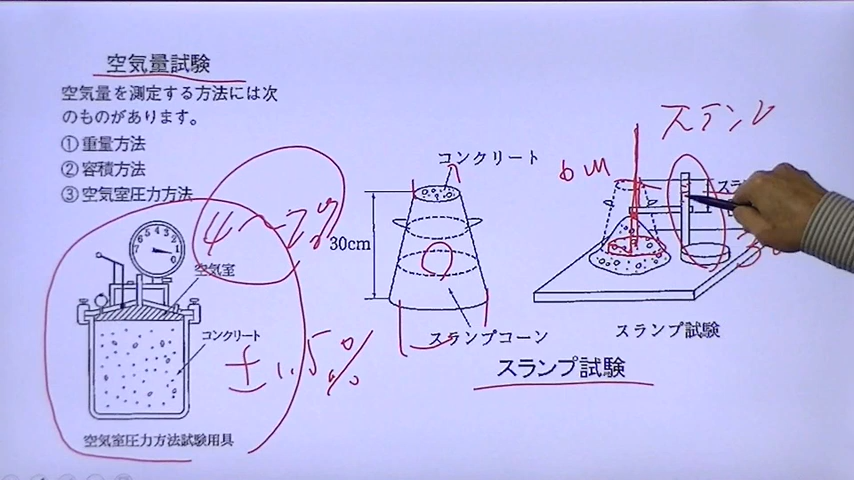 空気量試験
空気量を測定する方法には次
のものがあります。
①重量方法
②容積方法
③空気室圧力方法
4～7%
空気室
コンクリート
±1.5%
空気室圧力方法試験用具
コンクリート
30cm
スランプコーン
スランプ試験
ステンレ
スラ
スランプ試験